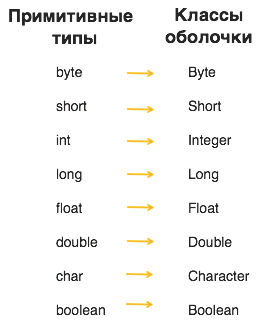 Примитивные Классы
типы оболочки
byte Byte
short Short
int Integer
long Long
float Float
double Double
char Character
boolean Boolean